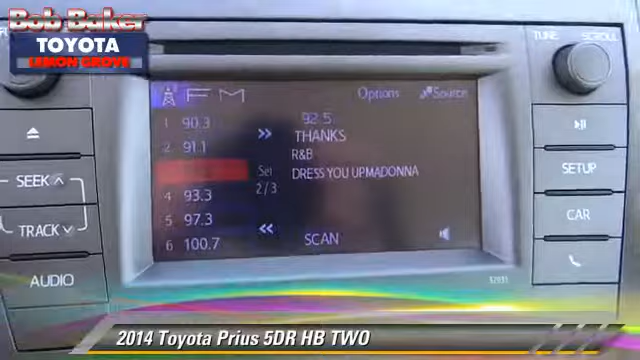 Bob Baker
TOYOTA
LEMON GROVE
TUNE SCROLL
FM
Options
Source
1 90.3
92.5
2 91.1
THANKS
R&B
Set
2/3
DRESS YOU UPMADONNA
4 93.3
5 97.3
6 100.7
SCAN
SEEK
TRACK
AUDIO
SETUP
CAR
2014 Toyota Prius 5DR HB TWO